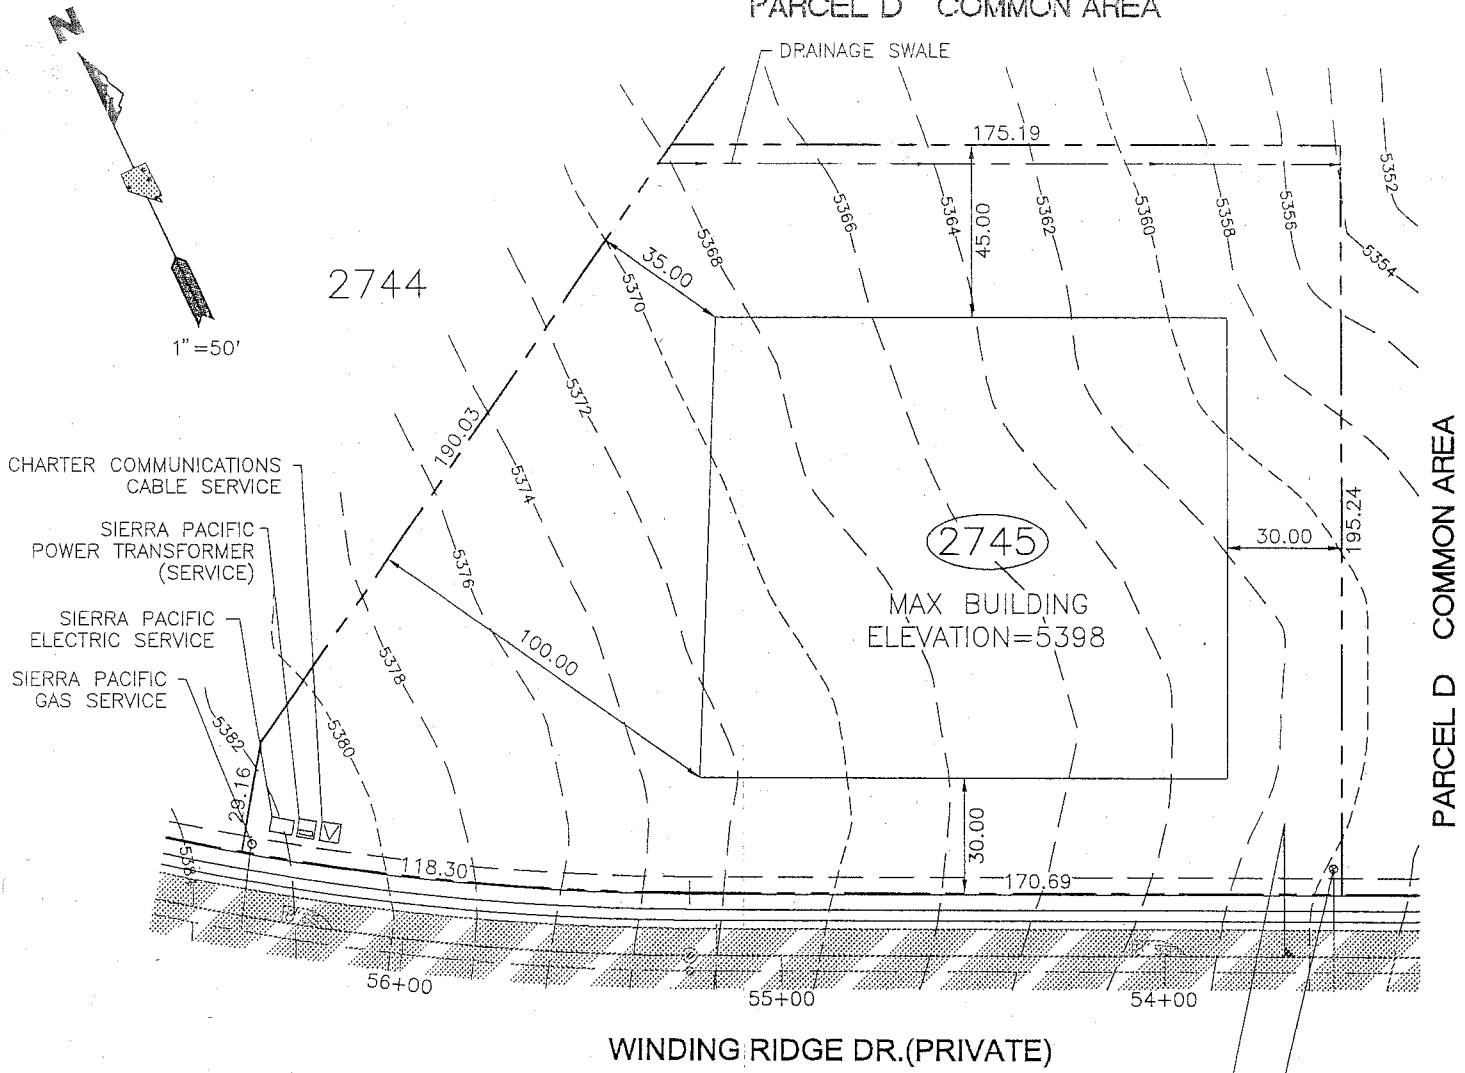 PARCEL D COMMON AREA
N
DRAINAGE SWALE
175.19
2744
1"=50'
35.00
45.00
5368
5370
5366
5364
5362
5360
5358
5356
5352
5354
5372
190.03
5374
5376
5378
5380
5382
CHARTER COMMUNICATIONS
CABLE SERVICE
SIERRA PACIFIC
POWER TRANSFORMER
(SERVICE)
SIERRA PACIFIC
ELECTRIC SERVICE
SIERRA PACIFIC
GAS SERVICE
100.00
2745
MAX BUILDING
ELEVATION=5398
30.00
195.24
PARCEL D COMMON AREA
29.16
118.30
30.00
170.69
56+00
55+00
54+00
WINDING RIDGE DR.(PRIVATE)